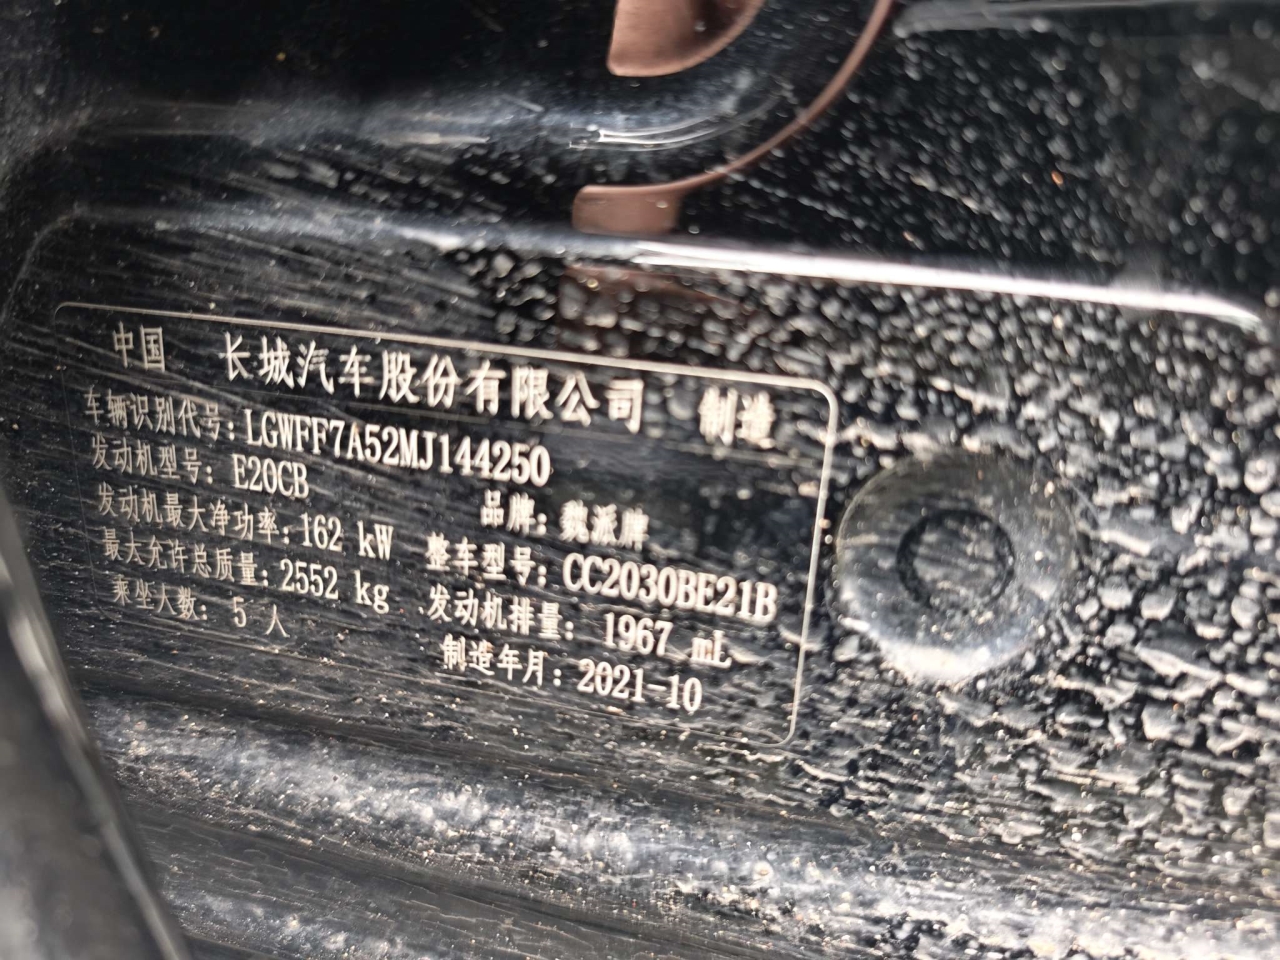 中国 长城汽车股份有限公司 制造
车辆识别代号：LGWFF7A52MJ144250
发动机型号：E20CB 品牌：魏派牌
发动机最大净功率：162 kW 整车型号：CC2030BE21B
最大允许总质量：2552 kg 发动机排量：1967 mL
乘坐人数：5 人 制造年月：2021-10